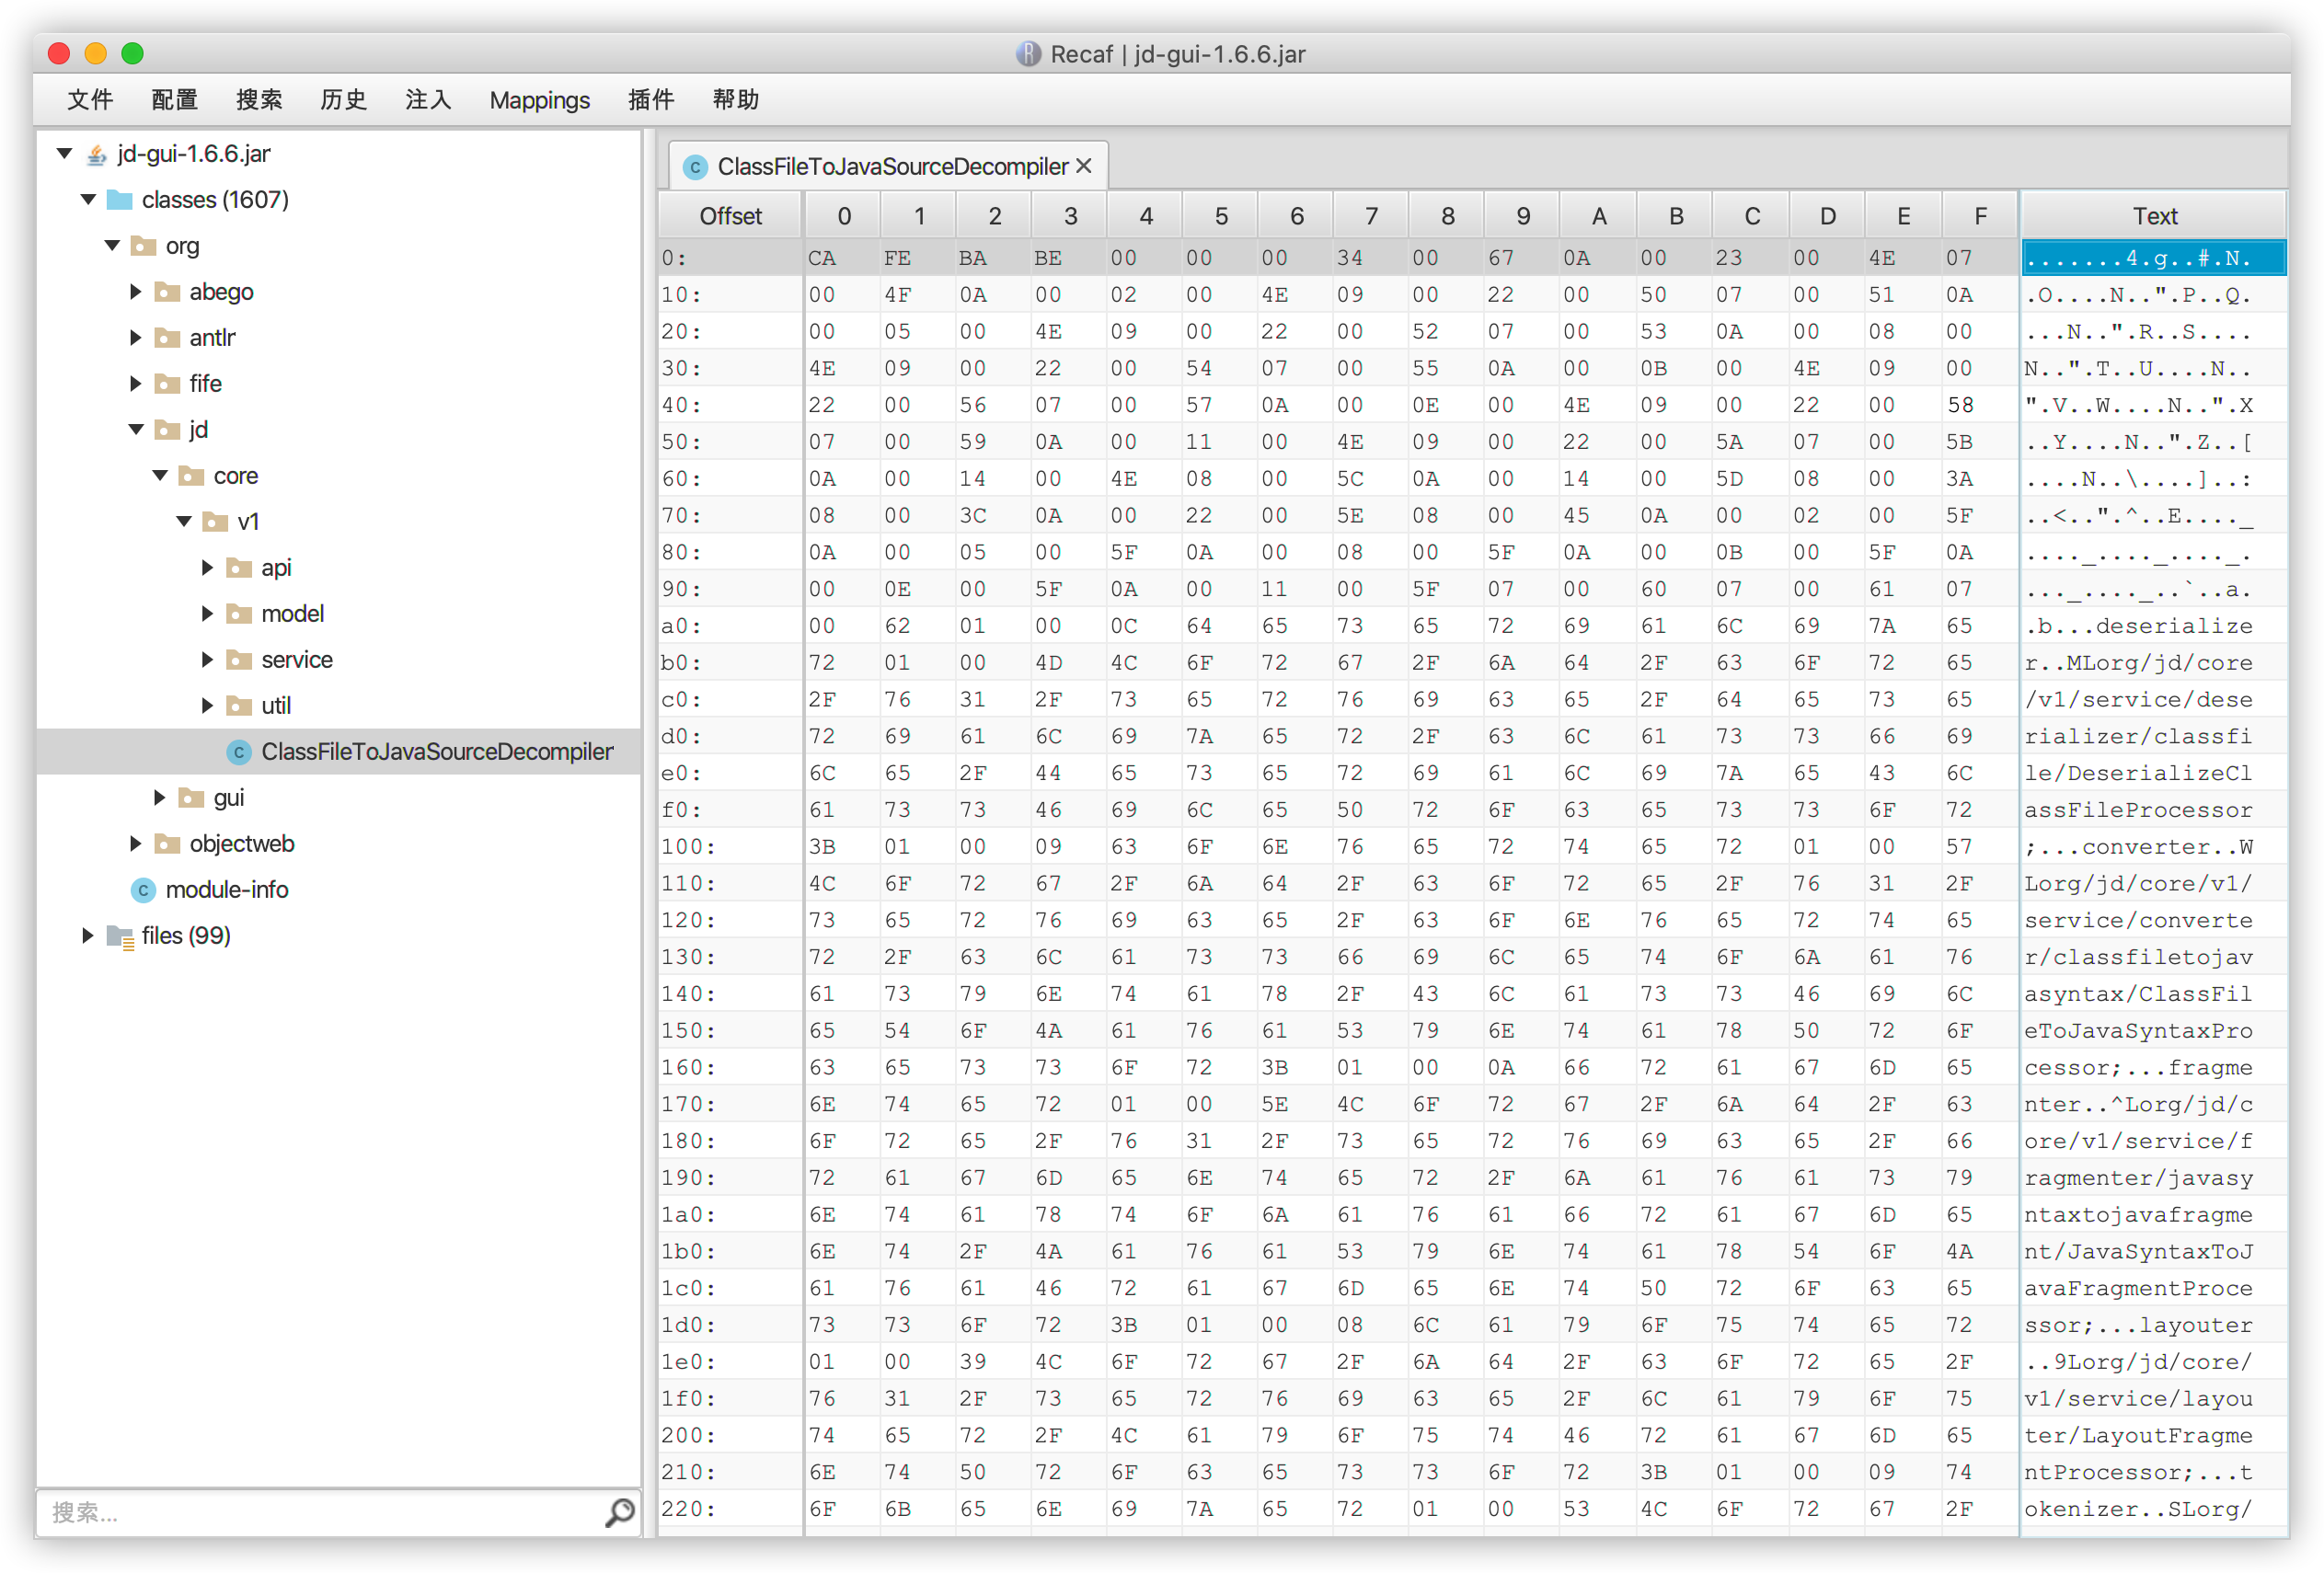 Recaf | jd-gui-1.6.6.jar
文件 配置 搜索 历史 注入 Mappings 插件 帮助
jd-gui-1.6.6.jar
classes (1607)
org
abego
antlr
fife
jd
core
v1
api
model
service
util
ClassFileToJavaSourceDecompiler
gui
objectweb
module-info
files (99)
搜索...
ClassFileToJavaSourceDecompiler
Offset 0 1 2 3 4 5 6 7 8 9 A B C D E F Text
0: CA FE BA BE 00 00 00 34 00 67 0A 00 23 00 4E 07 .......4.g..#.N.
10: 00 4F 0A 00 02 00 4E 09 00 22 00 50 07 00 51 0A .O....N..".P..Q.
20: 00 05 00 4E 09 00 22 00 52 07 00 53 0A 00 08 00 ...N..".R..S....
30: 4E 09 00 22 00 54 07 00 55 0A 00 0B 00 4E 09 00 N..".T..U....N..
40: 22 00 56 07 00 57 0A 00 0E 00 4E 09 00 22 00 58 ".V..W....N..".X
50: 07 00 59 0A 00 11 00 4E 09 00 22 00 5A 07 00 5B ..Y....N..".Z..[
60: 0A 00 14 00 4E 08 00 5C 0A 00 14 00 5D 08 00 3A ....N..\....]..:
70: 08 00 3C 0A 00 22 00 5E 08 00 45 0A 00 02 00 5F ..<..".^..E...._
80: 0A 00 05 00 5F 0A 00 08 00 5F 0A 00 0B 00 5F 0A ...._...._...._.
90: 00 0E 00 5F 0A 00 11 00 5F 07 00 60 07 00 61 07 ..._...._..`..a.
a0: 00 62 01 00 0C 64 65 73 65 72 69 61 6C 69 7A 65 .b...deserialize
b0: 72 01 00 4D 4C 6F 72 67 2F 6A 64 2F 63 6F 72 65 r..MLorg/jd/core
c0: 2F 76 31 2F 73 65 72 76 69 63 65 2F 64 65 73 65 /v1/service/dese
d0: 72 69 61 6C 69 7A 65 72 2F 63 6C 61 73 73 66 69 rializer/classfi
e0: 6C 65 2F 44 65 73 65 72 69 61 6C 69 7A 65 43 6C le/DeserializeCl
f0: 61 73 73 46 69 6C 65 50 72 6F 63 65 73 73 6F 72 assFileProcessor
100: 3B 01 00 09 63 6F 6E 76 65 72 74 65 72 01 00 57 ;...converter..W
110: 4C 6F 72 67 2F 6A 64 2F 63 6F 72 65 2F 76 31 2F Lorg/jd/core/v1/
120: 73 65 72 76 69 63 65 2F 63 6F 6E 76 65 72 74 65 service/converte
130: 72 2F 63 6C 61 73 73 66 69 6C 65 74 6F 6A 61 76 r/classfiletojav
140: 61 73 79 6E 74 61 78 2F 43 6C 61 73 73 46 69 6C asyntax/ClassFil
150: 65 54 6F 4A 61 76 61 53 79 6E 74 61 78 50 72 6F eToJavaSyntaxPro
160: 63 65 73 73 6F 72 3B 01 00 0A 66 72 61 67 6D 65 cessor;...fragme
170: 6E 74 65 72 01 00 5E 4C 6F 72 67 2F 6A 64 2F 63 nter..^Lorg/jd/c
180: 6F 72 65 2F 76 31 2F 73 65 72 76 69 63 65 2F 66 ore/v1/service/f
190: 72 61 67 6D 65 6E 74 65 72 2F 6A 61 76 61 73 79 ragmenter/javasy
1a0: 6E 74 61 78 74 6F 6A 61 76 61 66 72 61 67 6D 65 ntaxtojavafragme
1b0: 6E 74 2F 4A 61 76 61 53 79 6E 74 61 78 54 6F 4A nt/JavaSyntaxToJ
1c0: 61 76 61 46 72 61 67 6D 65 6E 74 50 72 6F 63 65 avaFragmentProce
1d0: 73 73 6F 72 3B 01 00 08 6C 61 79 6F 75 74 65 72 ssor;...layouter
1e0: 01 00 39 4C 6F 72 67 2F 6A 64 2F 63 6F 72 65 2F ..9Lorg/jd/core/
1f0: 76 31 2F 73 65 72 76 69 63 65 2F 6C 61 79 6F 75 v1/service/layou
200: 74 65 72 2F 4C 61 79 6F 75 74 46 72 61 67 6D 65 ter/LayoutFragme
210: 6E 74 50 72 6F 63 65 73 73 6F 72 3B 01 00 09 74 ntProcessor;...t
220: 6F 6B 65 6E 69 7A 65 72 01 00 53 4C 6F 72 67 2F okenizer..SLorg/